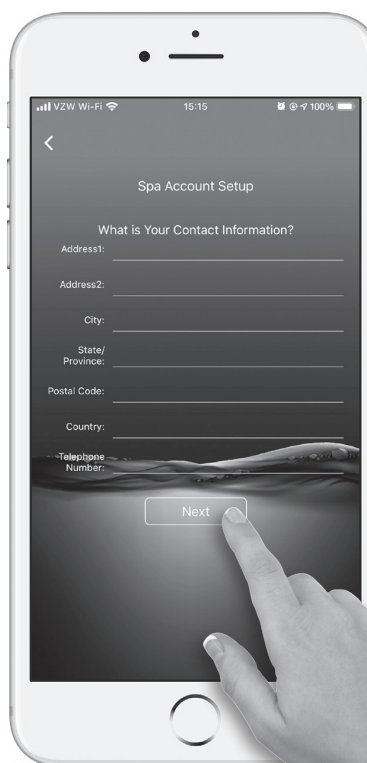 VZW Wi-Fi 15:15 100%
Spa Account Setup
What is Your Contact Information?
Address1:
Address2:
City:
State/
Province:
Postal Code:
Country:
Telephone
Number:
Next